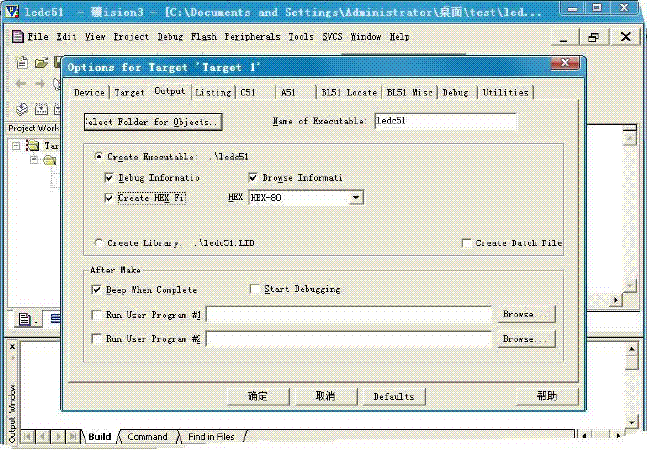 ledc51 - 礦ision3 - [C:\Documents and Settings\Administrator\桌面\test\led...
File Edit View Project Debug Flash Peripherals Tools SVCS Window Help
Options for Target 'Target 1'
Device Target Output Listing C51 A51 BL51 Locate BL51 Misc Debug Utilities
elect Folder for Objects.. Name of Executable: ledc51
Project Work
Tar
Create Executable: .\ledc51
Debug Informatio Browse Informati
Create HEX Fi HEX HEX-80
Create Library: .\ledc51.LIB Create Batch File
After Make
Beep When Complete Start Debugging
Run User Program #1 Browse...
Run User Program #2 Browse...
确定 取消 Defaults 帮助
Output Window
Build Command Find in Files